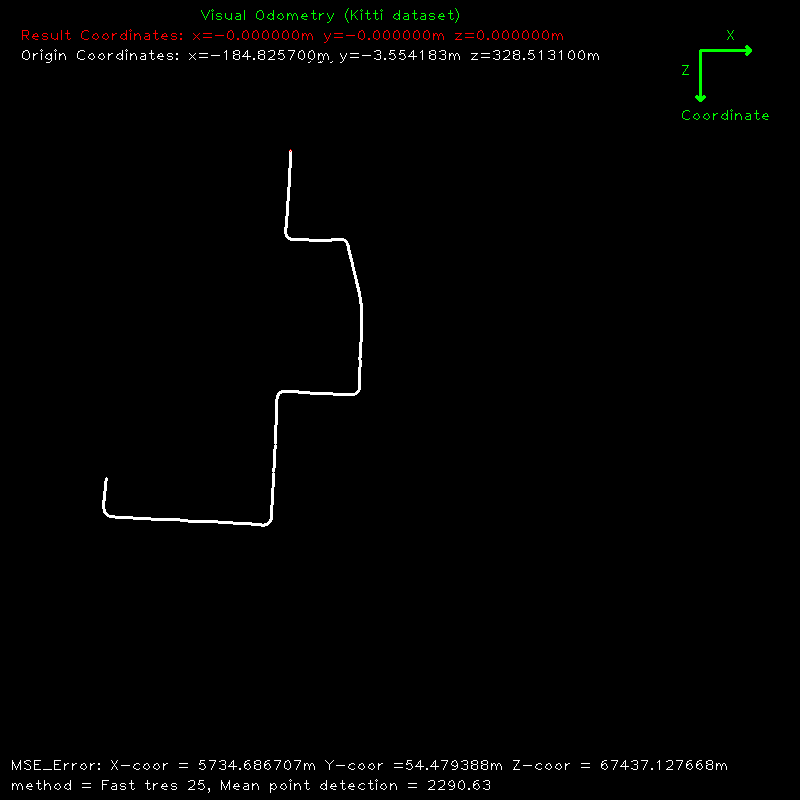 Visual Odometry (Kitti dataset)
Result Coordinates: x=-0.000000m y=-0.000000m z=0.000000m
Origin Coordinates: x=-184.825700m y=-3.554183m z=328.513100m
X
Z
Coordinate
MSE_Error: X-coor = 5734.686707m Y-coor =54.479388m Z-coor = 67437.127668m
method = Fast tres 25, Mean point detection = 2290.63